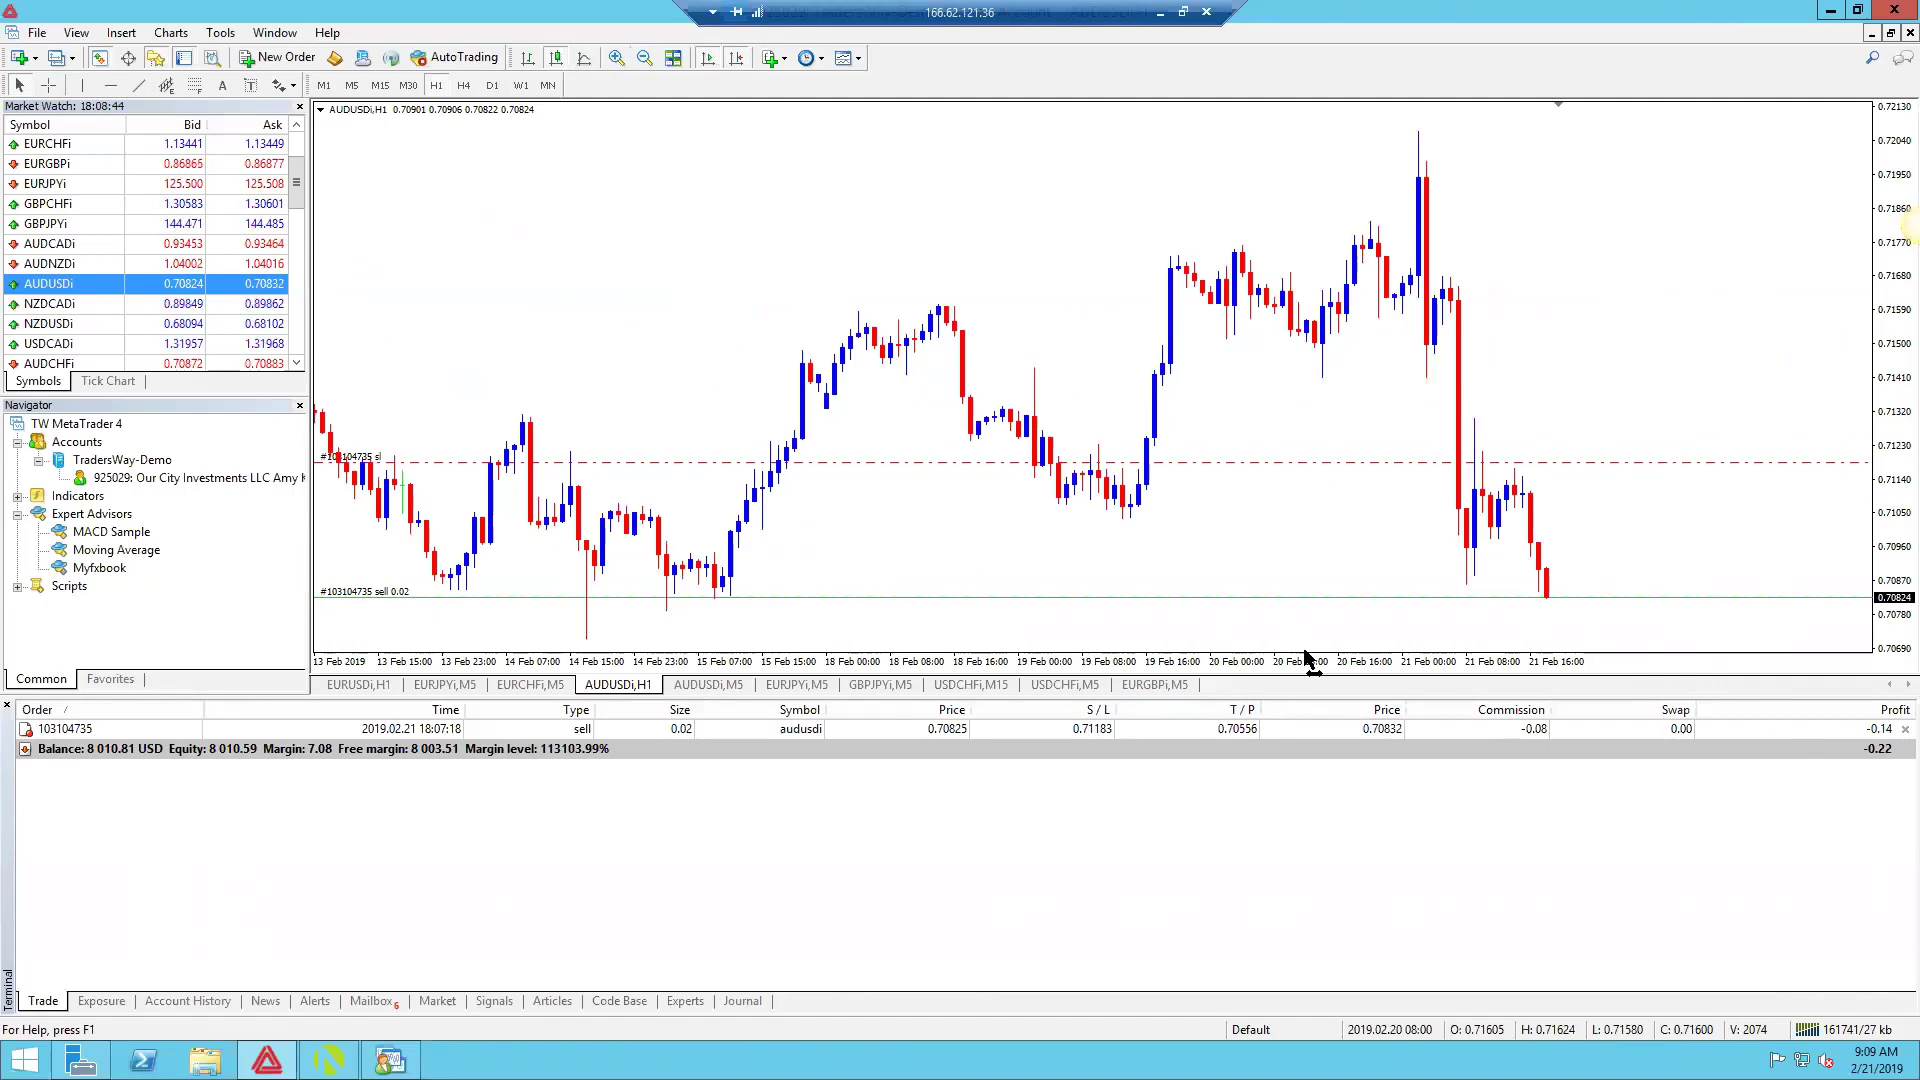 166.62.121.36
File View Insert Charts Tools Window Help
New Order AutoTrading
A T M1 M5 M15 M30 H1 H4 D1 W1 MN
Market Watch: 18:08:44
Symbol Bid Ask
EURCHFi 1.13441 1.13449
EURGBPi 0.86865 0.86877
EURJPYi 125.500 125.508
GBPCHFi 1.30583 1.30601
GBPJPYi 144.471 144.485
AUDCADi 0.93453 0.93464
AUDNZDi 1.04002 1.04016
AUDUSDi 0.70824 0.70832
NZDCADi 0.89849 0.89862
NZDUSDi 0.68094 0.68102
USDCADi 1.31957 1.31968
AUDCHFi 0.70872 0.70883
Symbols Tick Chart
Navigator
TW MetaTrader 4
Accounts
TradersWay-Demo
925029: Our City Investments LLC Amy
Indicators
Expert Advisors
MACD Sample
Moving Average
Myfxbook
Scripts
Common Favorites
AUDUSDi,H1 0.70901 0.70906 0.70822 0.70824
#103104735 sl
#103104735 sell 0.02
0.72130
0.72040
0.71950
0.71860
0.71770
0.71680
0.71590
0.71500
0.71410
0.71320
0.71230
0.71140
0.71050
0.70960
0.70870
0.70824
0.70780
0.70690
13 Feb 2019 13 Feb 15:00 13 Feb 23:00 14 Feb 07:00 14 Feb 15:00 14 Feb 23:00 15 Feb 07:00 15 Feb 15:00 18 Feb 00:00 18 Feb 08:00 18 Feb 16:00 19 Feb 00:00 19 Feb 08:00 19 Feb 16:00 20 Feb 00:00 20 Feb 20 Feb 16:00 21 Feb 00:00 21 Feb 08:00 21 Feb 16:00
EURUSDi,H1 EURJPYi,M5 EURCHFi,M5 AUDUSDi,H1 AUDUSDi,M5 EURJPYi,M5 GBPJPYi,M5 USDCHFi,M15 USDCHFi,M5 EURGBPi,M5
Order Time Type Size Symbol Price S / L T / P Price Commission Swap Profit
103104735 2019.02.21 18:07:18 sell 0.02 audusdi 0.70825 0.71183 0.70556 0.70832 -0.08 0.00 -0.14
Balance: 8 010.81 USD Equity: 8 010.59 Margin: 7.08 Free margin: 8 003.51 Margin level: 113103.99% -0.22
Terminal
Trade Exposure Account History News Alerts Mailbox 6 Market Signals Articles Code Base Experts Journal
For Help, press F1 Default 2019.02.20 08:00 O: 0.71605 H: 0.71624 L: 0.71580 C: 0.71600 V: 2074 161741/27 kb
9:09 AM
2/21/2019